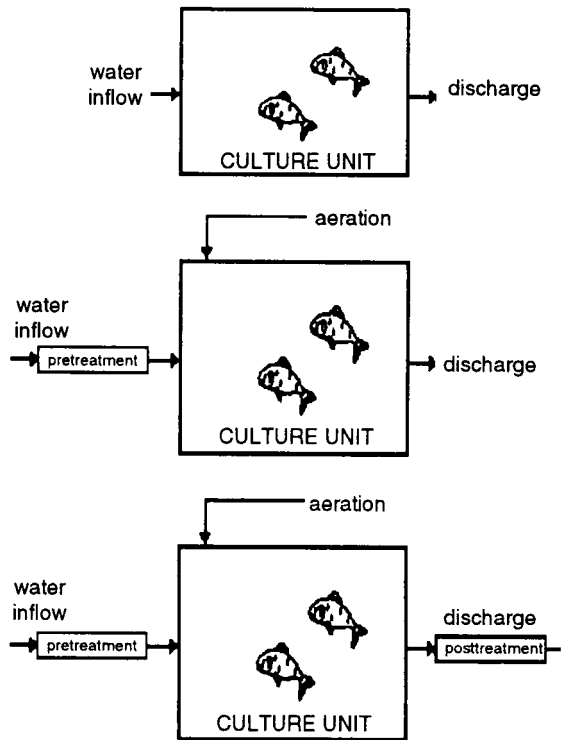 water
inflow
discharge
CULTURE UNIT
aeration
water
inflow
pretreatment
discharge
CULTURE UNIT
aeration
water
inflow
pretreatment
discharge
posttreatment
CULTURE UNIT